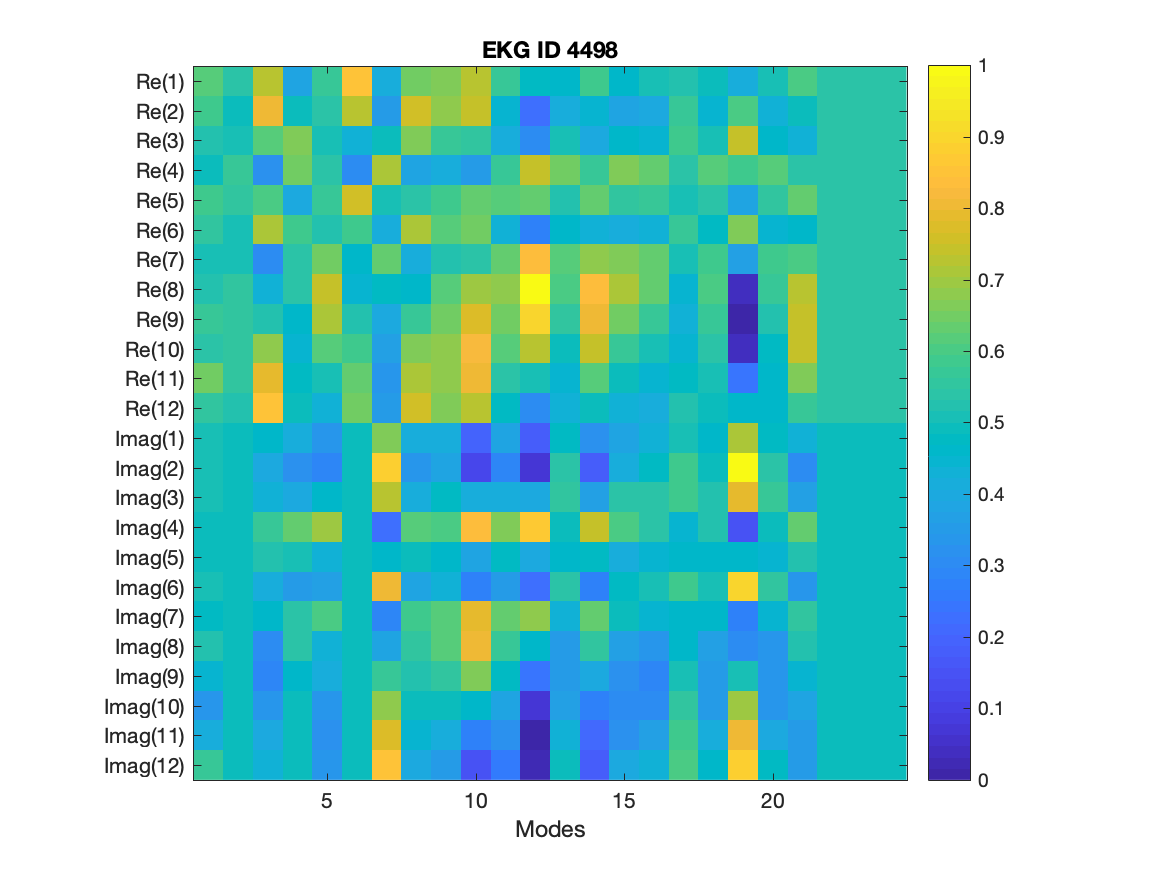 EKG ID 4498
Re(1)
Re(2)
Re(3)
Re(4)
Re(5)
Re(6)
Re(7)
Re(8)
Re(9)
Re(10)
Re(11)
Re(12)
Imag(1)
Imag(2)
Imag(3)
Imag(4)
Imag(5)
Imag(6)
Imag(7)
Imag(8)
Imag(9)
Imag(10)
Imag(11)
Imag(12)
5 10 15 20
Modes
1
0.9
0.8
0.7
0.6
0.5
0.4
0.3
0.2
0.1
0